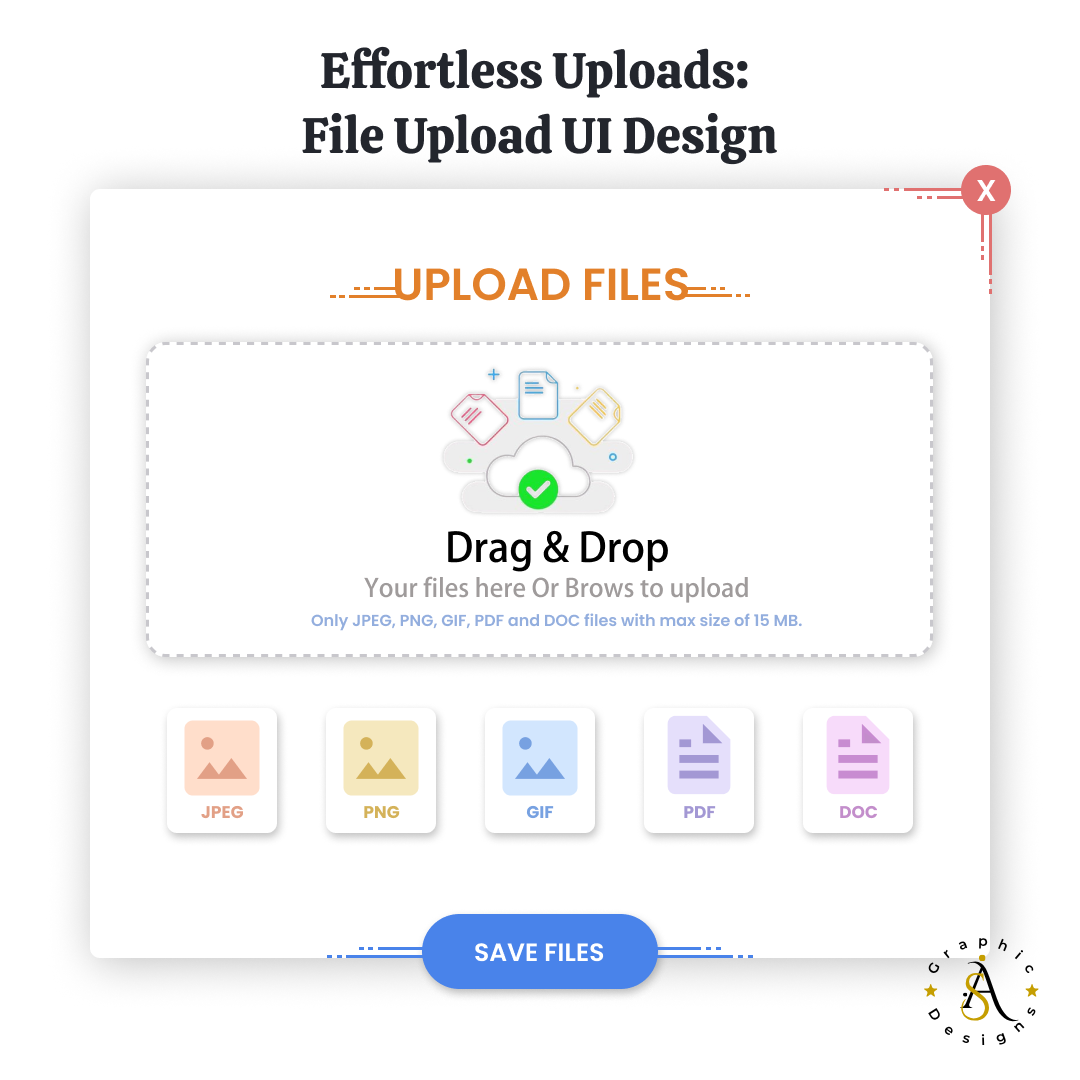 Effortless Uploads:
File Upload UI Design
X
UPLOAD FILES
Drag & Drop
Your files here Or Brows to upload
Only JPEG, PNG, GIF, PDF and DOC files with max size of 15 MB.
JPEG
PNG
GIF
PDF
DOC
SAVE FILES
Graphic
SA
Designs